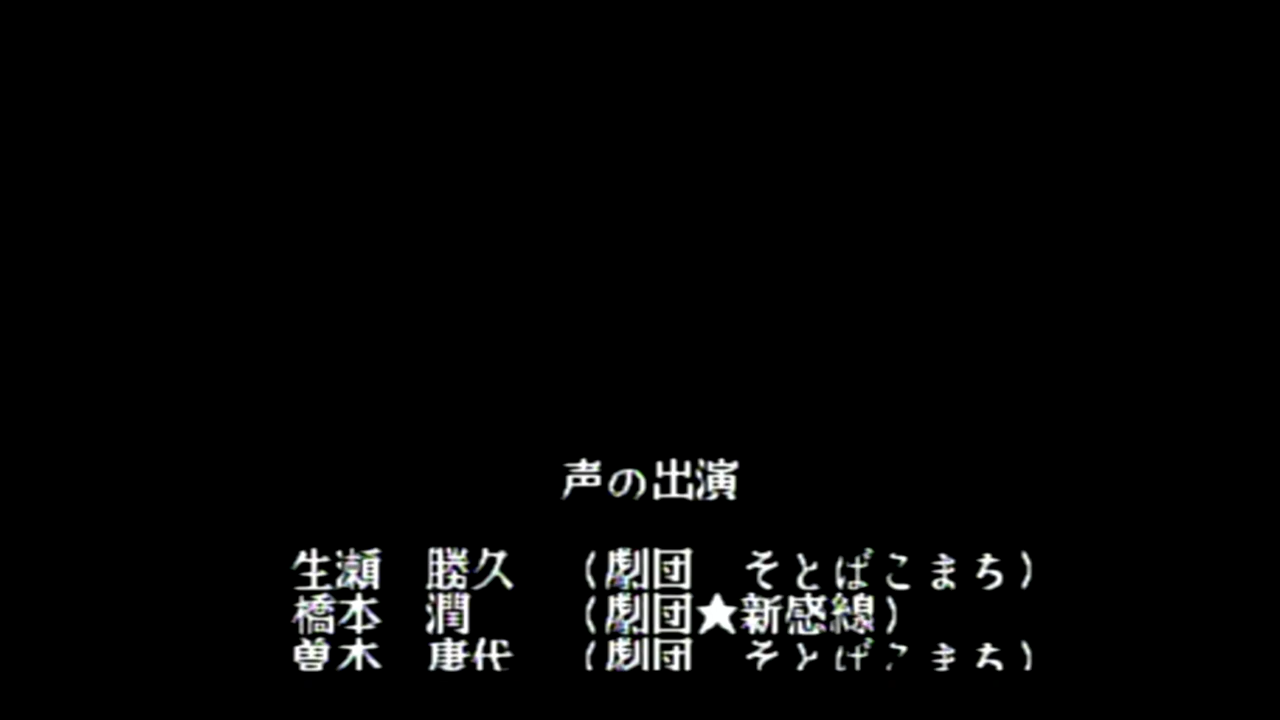 声の出演
生瀬 勝久 (劇団 そとばこまち)
橋本 潤 (劇団★新感線)
曽木 (劇団 そとばこまち)